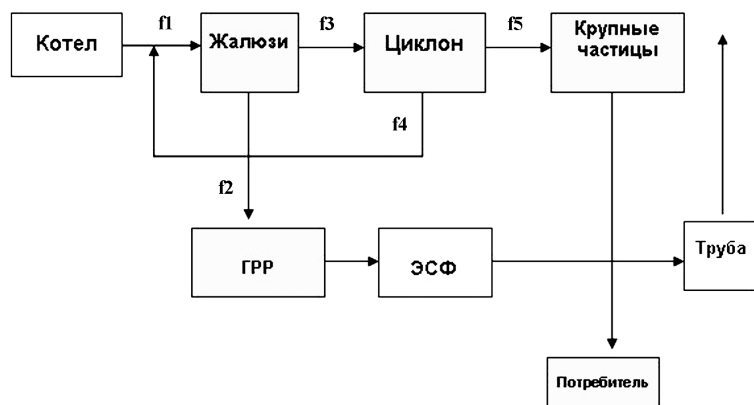 f1
f3
f5
Котел
Жалюзи
Циклон
Крупные
частицы
f4
f2
ГРР
ЭСФ
Труба
Потребитель